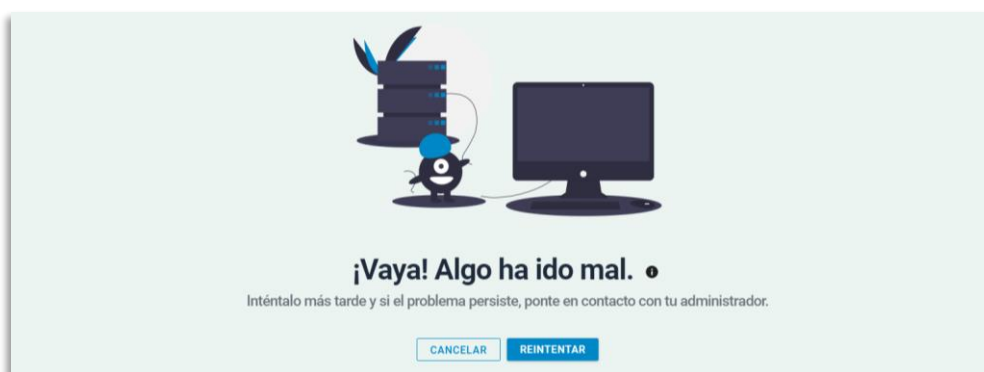 ¡Vaya! Algo ha ido mal.
Inténtalo más tarde y si el problema persiste, ponte en contacto con tu administrador.
CANCELAR REINTENTAR